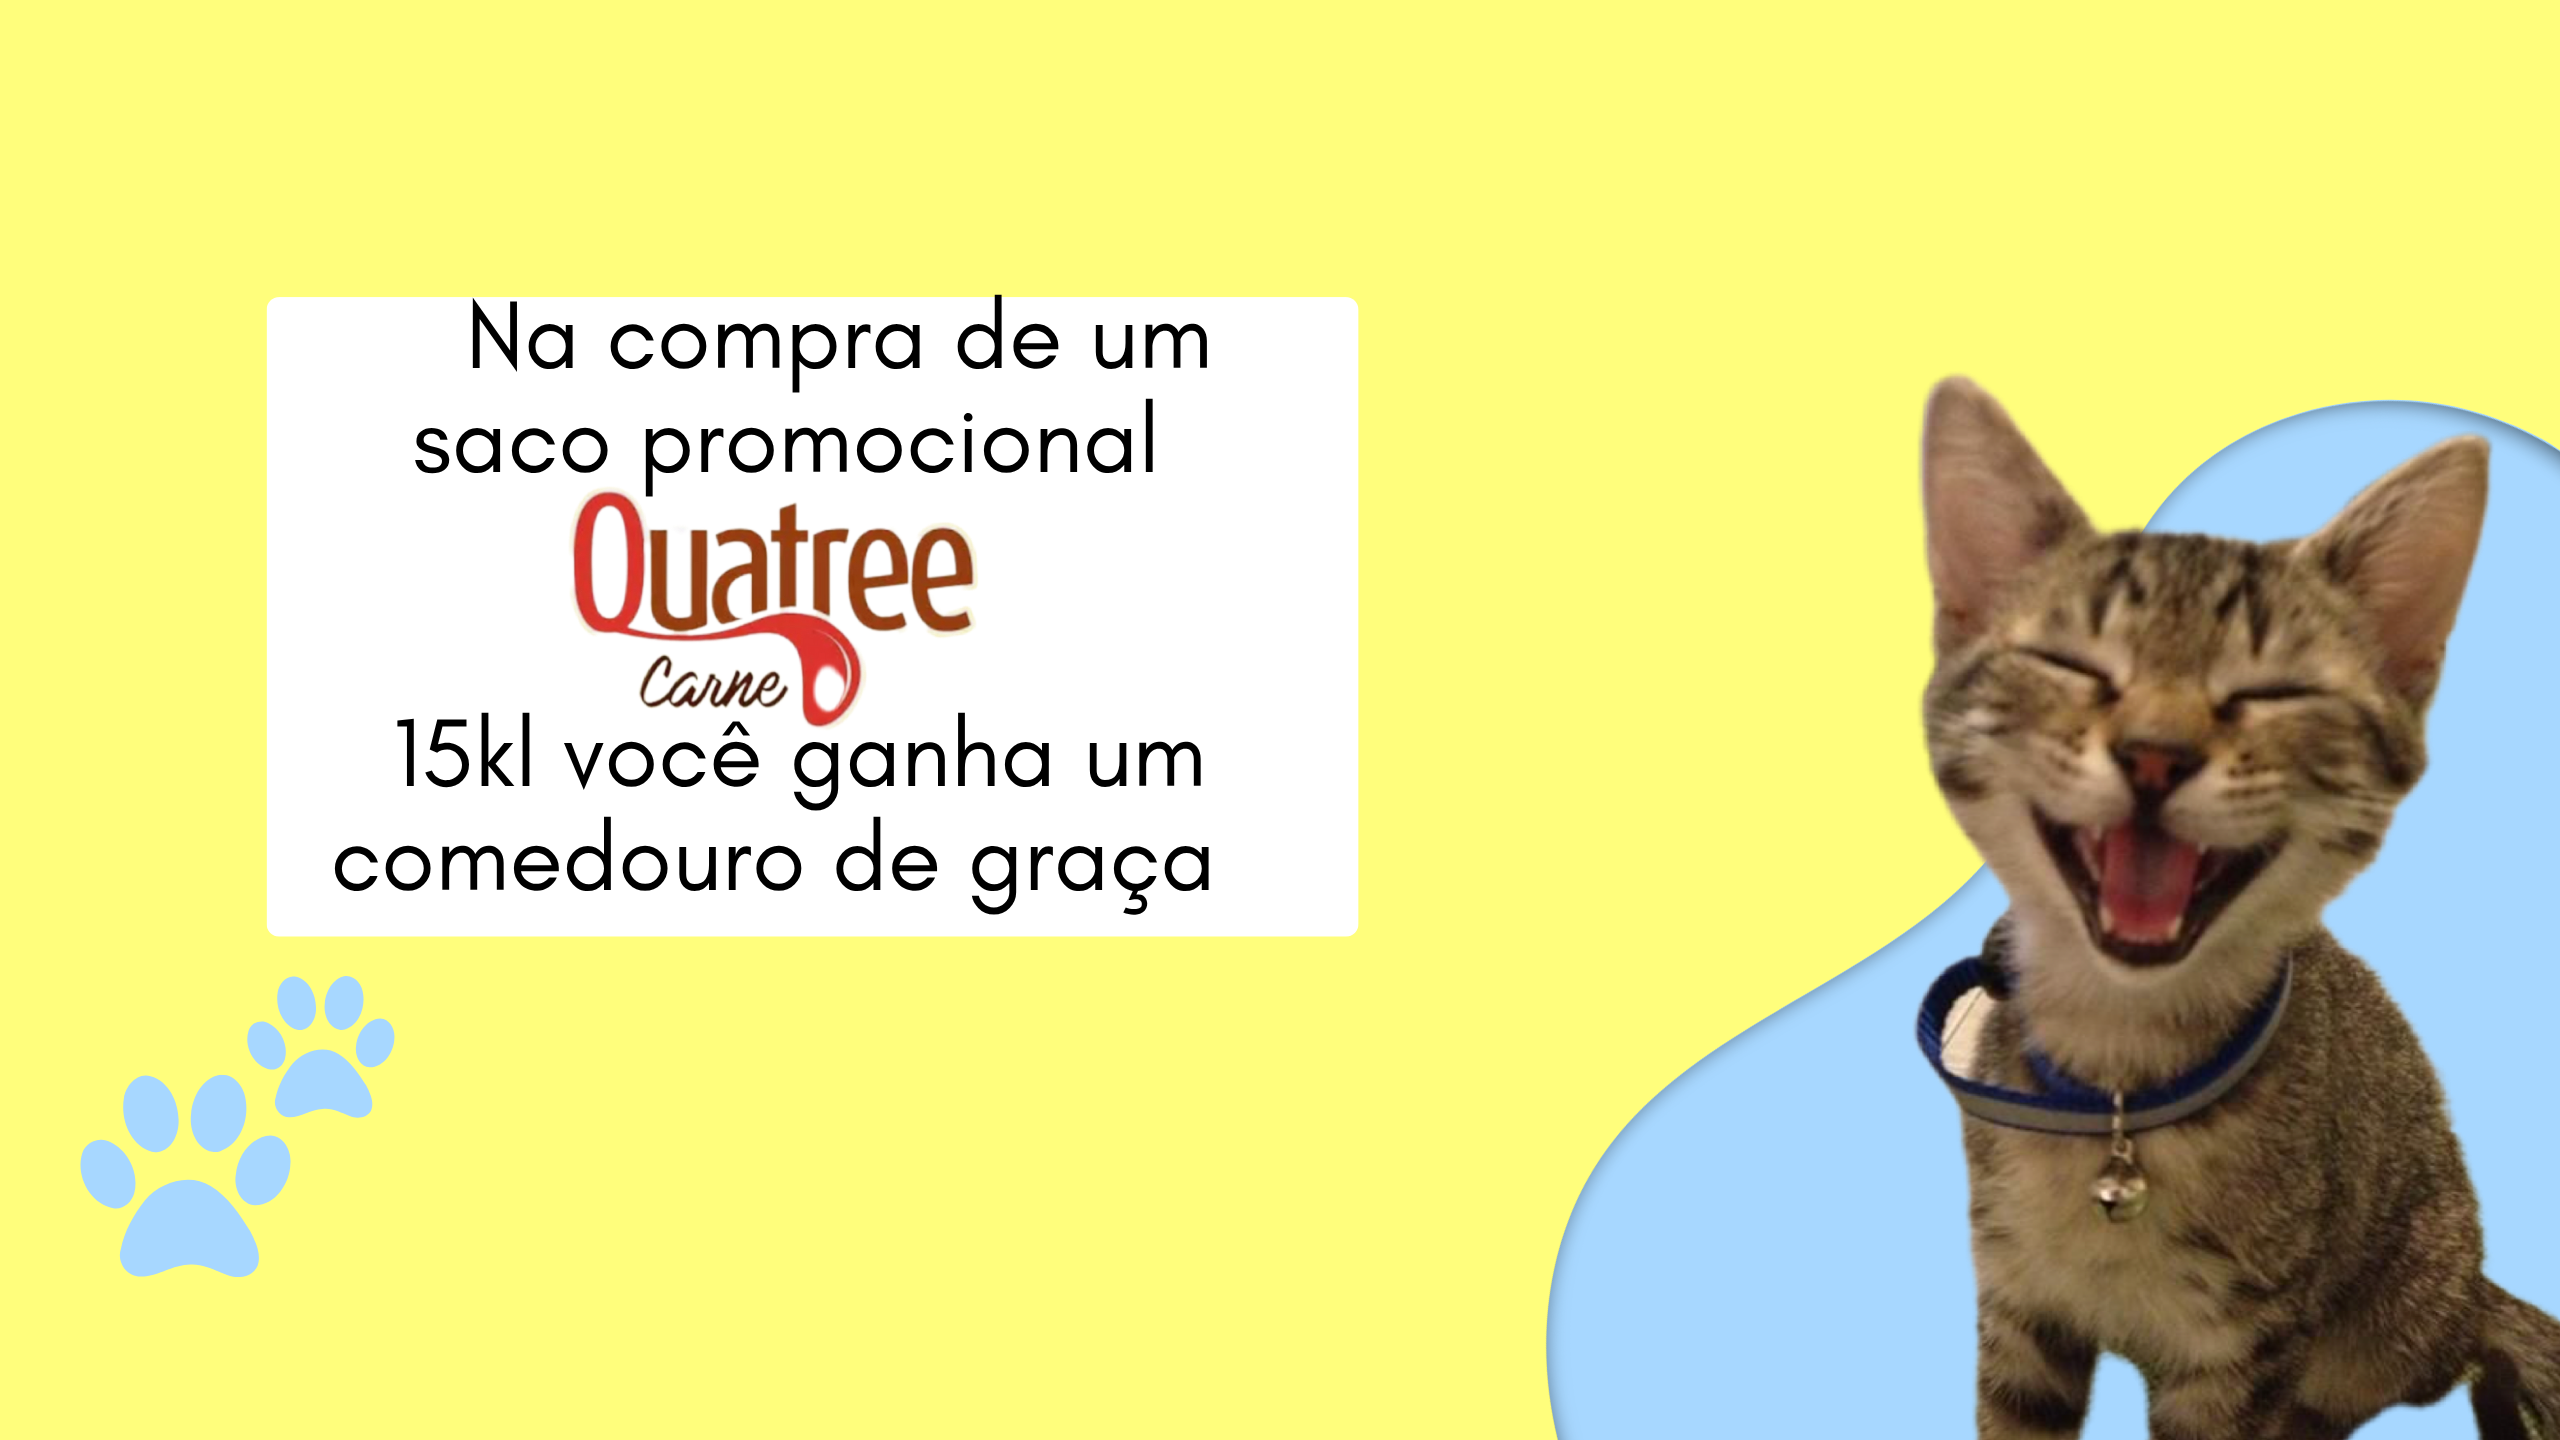 Na compra de um
saco promocional
Quatree
Carne
15kl você ganha um
comedouro de graça